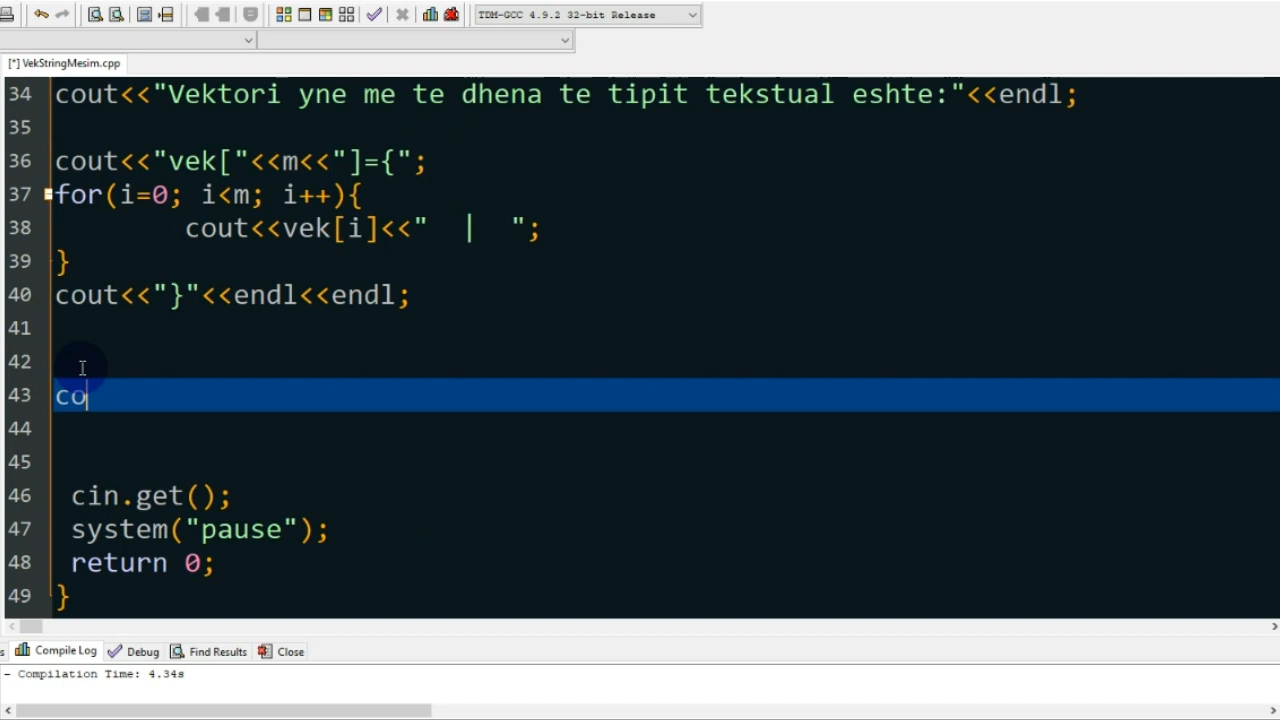 TDM-GCC 4.9.2 32-bit Release
[*] VekStringMesim.cpp
34 cout<<"Vektori yne me te dhena te tipit tekstual eshte:"<<endl;
35
36 cout<<"vek["<<m<<"]={";
37 for(i=0; i<m; i++){
38 cout<<vek[i]<<"  |  ";
39 }
40 cout<<"}"<<endl<<endl;
41
42
43 co
44
45
46 cin.get();
47 system("pause");
48 return 0;
49 }
s Compile Log Debug Find Results Close
- Compilation Time: 4.34s